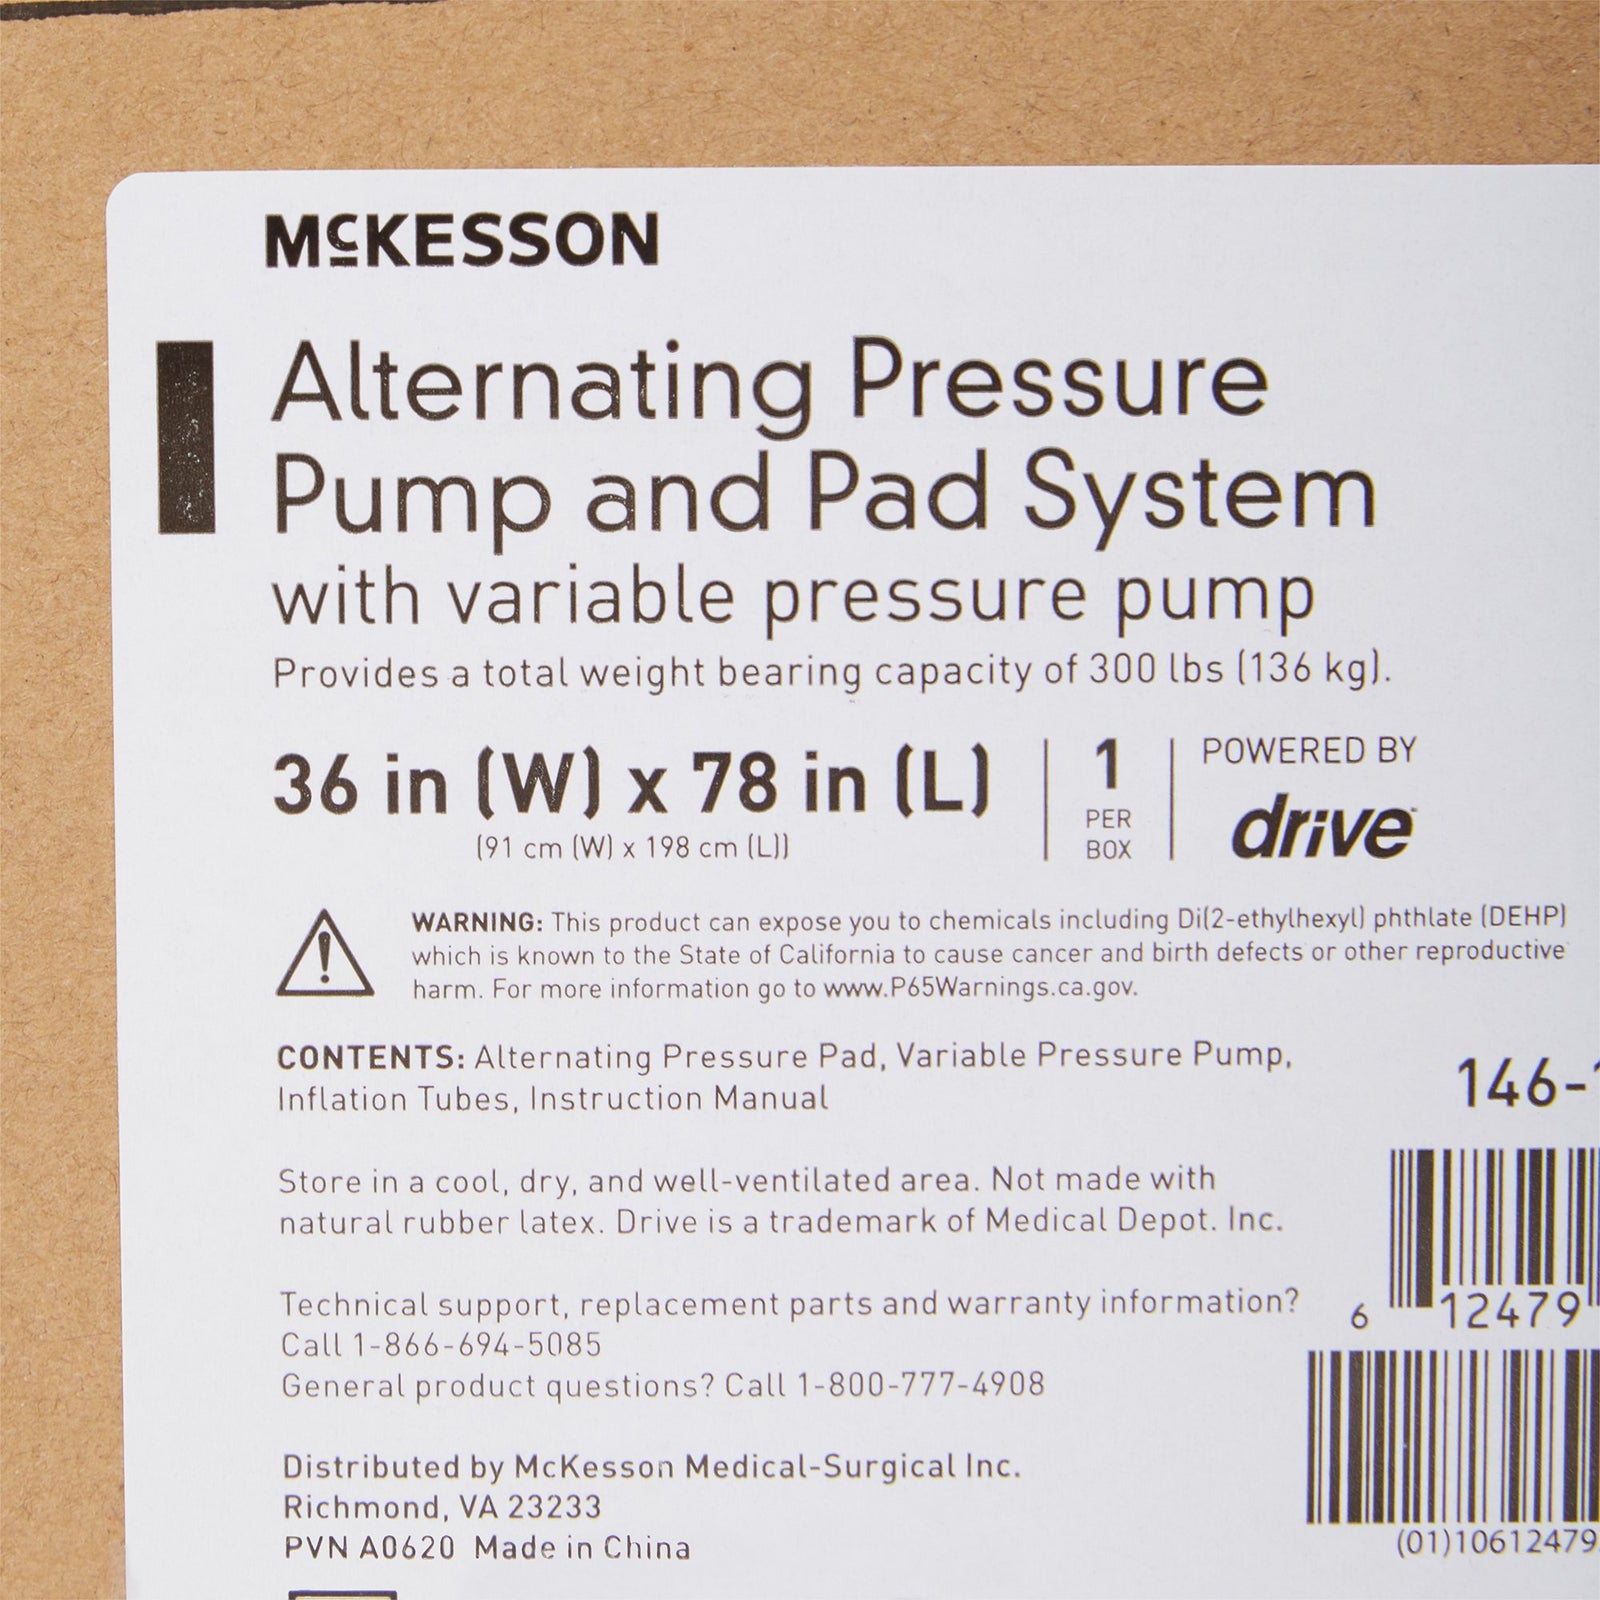 McKESSON
Alternating Pressure
Pump and Pad System
with variable pressure pump
Provides a total weight bearing capacity of 300 lbs (136 kg).
36 in (W) x 78 in (L)
(91 cm (W) x 198 cm (L))
1
PER
BOX
POWERED BY
drive
WARNING: This product can expose you to chemicals including Di(2-ethylhexyl) phthlate (DEHP)
which is known to the State of California to cause cancer and birth defects or other reproductive
harm. For more information go to www.P65Warnings.ca.gov.
CONTENTS: Alternating Pressure Pad, Variable Pressure Pump,
Inflation Tubes, Instruction Manual
146-
Store in a cool, dry, and well-ventilated area. Not made with
natural rubber latex. Drive is a trademark of Medical Depot. Inc.
Technical support, replacement parts and warranty information?
Call 1-866-694-5085
General product questions? Call 1-800-777-4908
6 12479
Distributed by McKesson Medical-Surgical Inc.
Richmond, VA 23233
PVN A0620 Made in China
(01)10612479